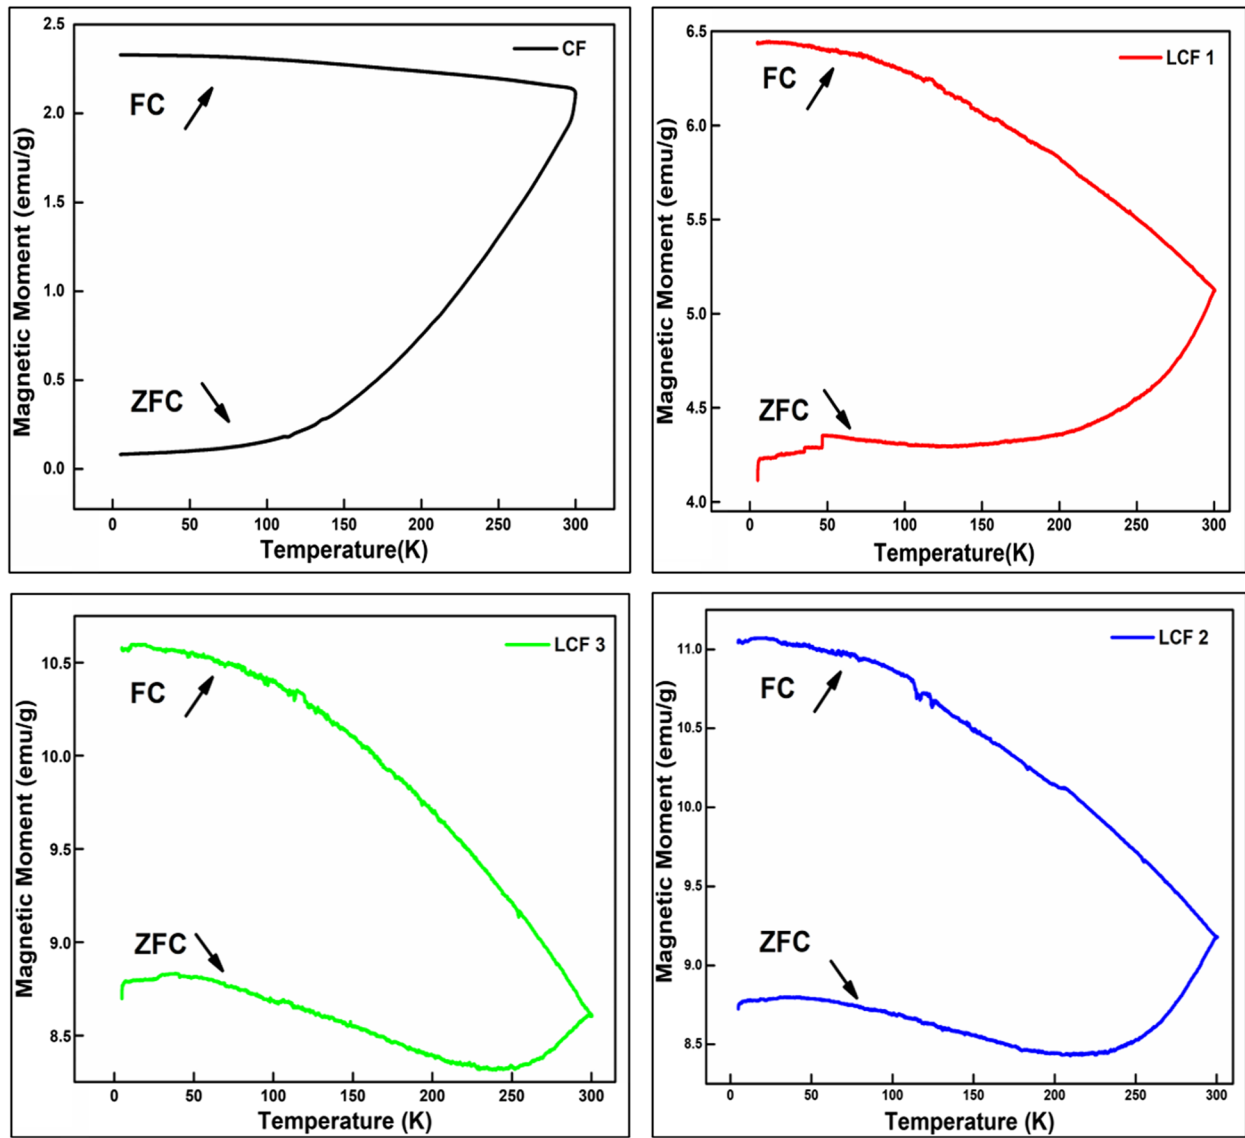 2.5
2.0
1.5
1.0
0.5
0.0
Magnetic Moment (emu/g)
CF
FC
ZFC
0 50 100 150 200 250 300
Temperature(K)
6.5
6.0
5.5
5.0
4.5
4.0
Magnetic Moment (emu/g)
LCF 1
FC
ZFC
0 50 100 150 200 250 300
Temperature(K)
10.5
10.0
9.5
9.0
8.5
Magnetic Moment (emu/g)
LCF 3
FC
ZFC
0 50 100 150 200 250 300
Temperature (K)
11.0
10.5
10.0
9.5
9.0
8.5
Magnetic Moment (emu/g)
LCF 2
FC
ZFC
0 50 100 150 200 250 300
Temperature (K)